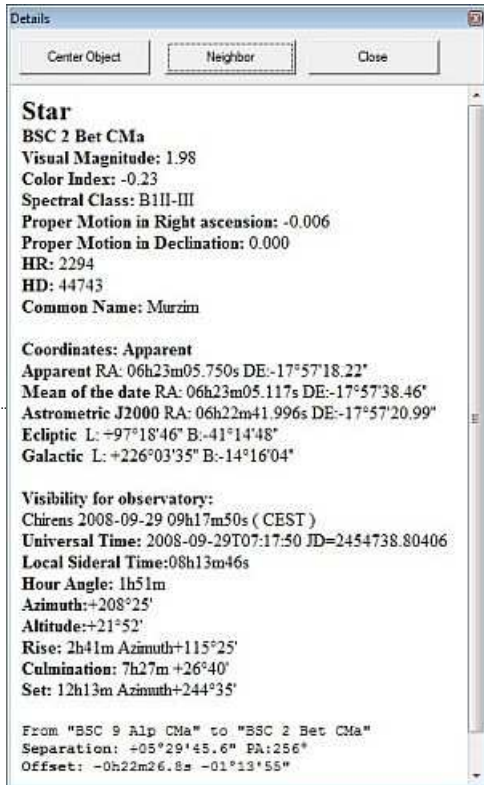 Details
Center Object Neighbor Close
Star
BSC 2 Bet CMa
Visual Magnitude: 1.98
Color Index: -0.23
Spectral Class: B1II-III
Proper Motion in Right ascension: -0.006
Proper Motion in Declination: 0.000
HR: 2294
HD: 44743
Common Name: Murzim
Coordinates: Apparent
Apparent RA: 06h23m05.750s DE:-17°57'18.22"
Mean of the date RA: 06h23m05.117s DE:-17°57'38.46"
Astrometric J2000 RA: 06h22m41.996s DE:-17°57'20.99"
Ecliptic L: +97°18'46" B:-41°14'48"
Galactic L: +226°03'35" B:-14°16'04"
Visibility for observatory:
Chirens 2008-09-29 09h17m50s ( CEST )
Universal Time: 2008-09-29T07:17:50 JD=2454738.80406
Local Sideral Time:08h13m46s
Hour Angle: 1h51m
Azimuth:+208°25'
Altitude:+21°52'
Rise: 2h41m Azimuth+115°25'
Culmination: 7h27m +26°40'
Set: 12h13m Azimuth+244°35'
From "BSC 9 Alp CMa" to "BSC 2 Bet CMa"
Separation: +05°29'45.6" PA:256°
Offset: -0h22m26.8s -01°13'55"